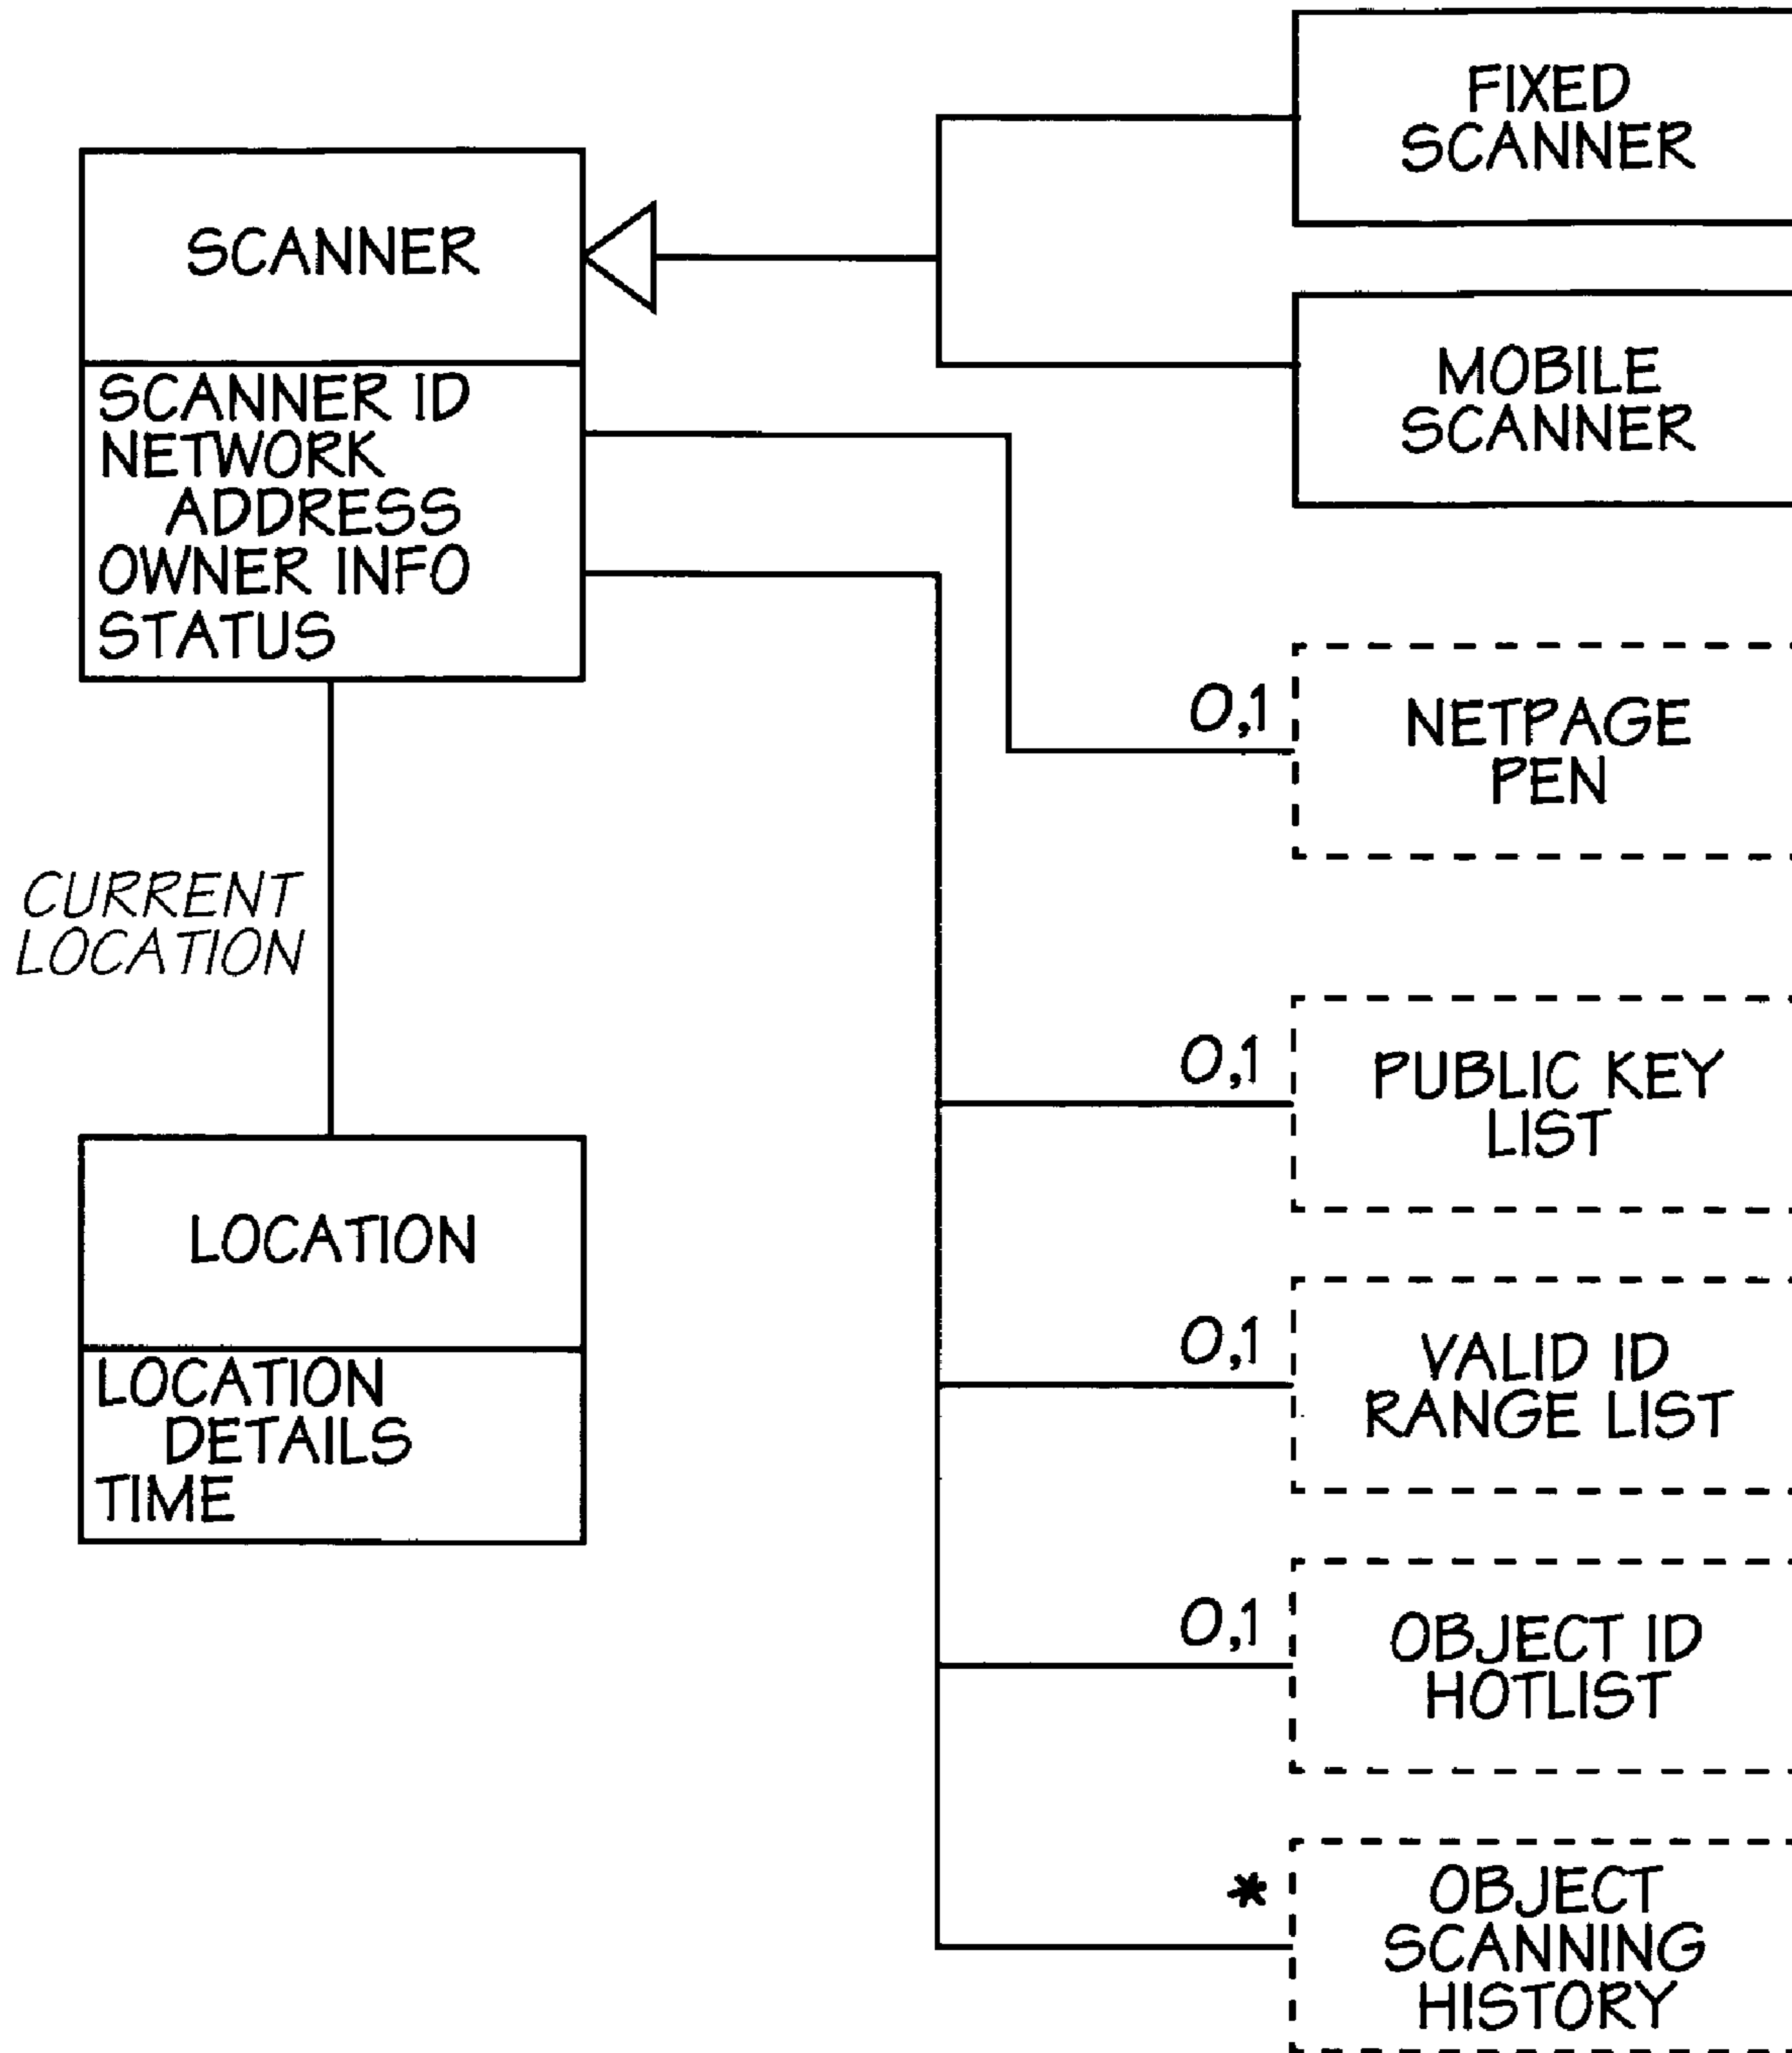 SCANNER
SCANNER ID
NETWORK
ADDRESS
OWNER INFO
STATUS
CURRENT
LOCATION
LOCATION
LOCATION
DETAILS
TIME
FIXED
SCANNER
MOBILE
SCANNER
0,1
NETPAGE
PEN
0,1
PUBLIC KEY
LIST
0,1
VALID ID
RANGE LIST
0,1
OBJECT ID
HOTLIST
*
OBJECT
SCANNING
HISTORY